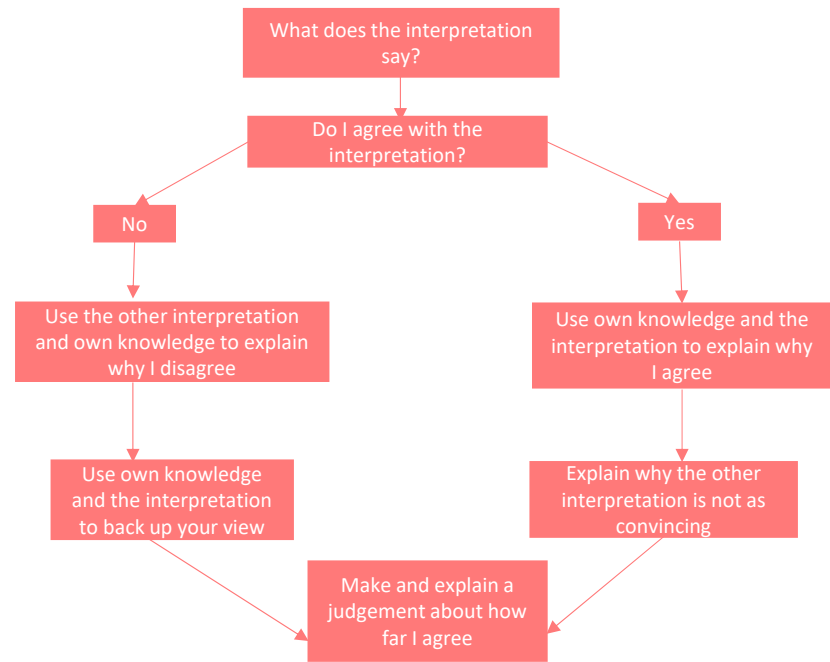 What does the interpretation
say?
Do I agree with the
interpretation?
No
Yes
Use the other interpretation
and own knowledge to explain
why I disagree
Use own knowledge and the
interpretation to explain why
I agree
Use own knowledge
and the interpretation
to back up your view
Explain why the other
interpretation is not as
convincing
Make and explain a
judgement about how
far I agree